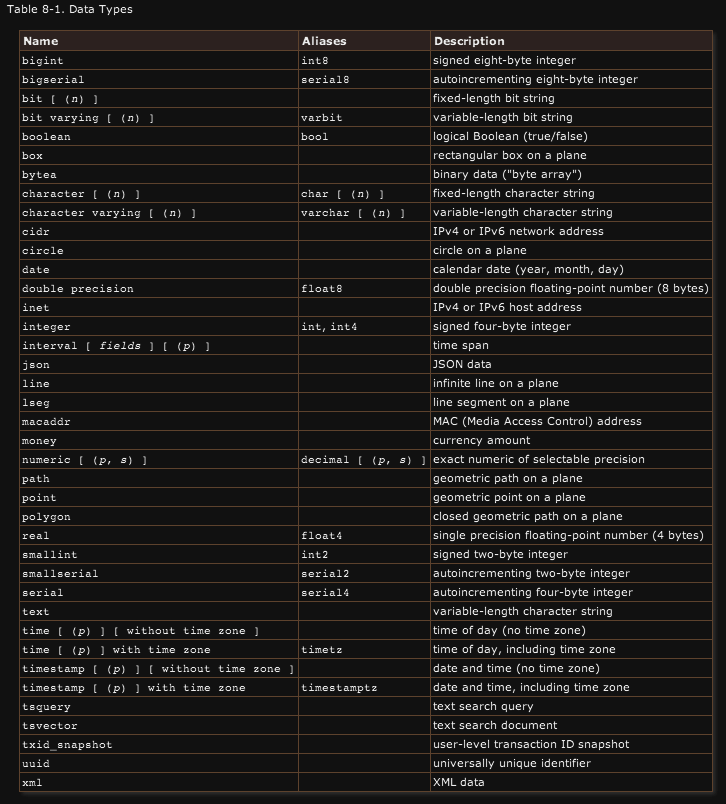 Table 8-1. Data Types
Name Aliases Description
bigint int8 signed eight-byte integer
bigserial serial8 autoincrementing eight-byte integer
bit [ (n) ] fixed-length bit string
bit varying [ (n) ] varbit variable-length bit string
boolean bool logical Boolean (true/false)
box rectangular box on a plane
bytea binary data ("byte array")
character [ (n) ] char [ (n) ] fixed-length character string
character varying [ (n) ] varchar [ (n) ] variable-length character string
cidr IPv4 or IPv6 network address
circle circle on a plane
date calendar date (year, month, day)
double precision float8 double precision floating-point number (8 bytes)
inet IPv4 or IPv6 host address
integer int, int4 signed four-byte integer
interval [ fields ] [ (p) ] time span
json JSON data
line infinite line on a plane
lseg line segment on a plane
macaddr MAC (Media Access Control) address
money currency amount
numeric [ (p, s) ] decimal [ (p, s) ] exact numeric of selectable precision
path geometric path on a plane
point geometric point on a plane
polygon closed geometric path on a plane
real float4 single precision floating-point number (4 bytes)
smallint int2 signed two-byte integer
smallserial serial2 autoincrementing two-byte integer
serial serial4 autoincrementing four-byte integer
text variable-length character string
time [ (p) ] [ without time zone ] time of day (no time zone)
time [ (p) ] with time zone timetz time of day, including time zone
timestamp [ (p) ] [ without time zone ] date and time (no time zone)
timestamp [ (p) ] with time zone timestamptz date and time, including time zone
tsquery text search query
tsvector text search document
txid_snapshot user-level transaction ID snapshot
uuid universally unique identifier
xml XML data